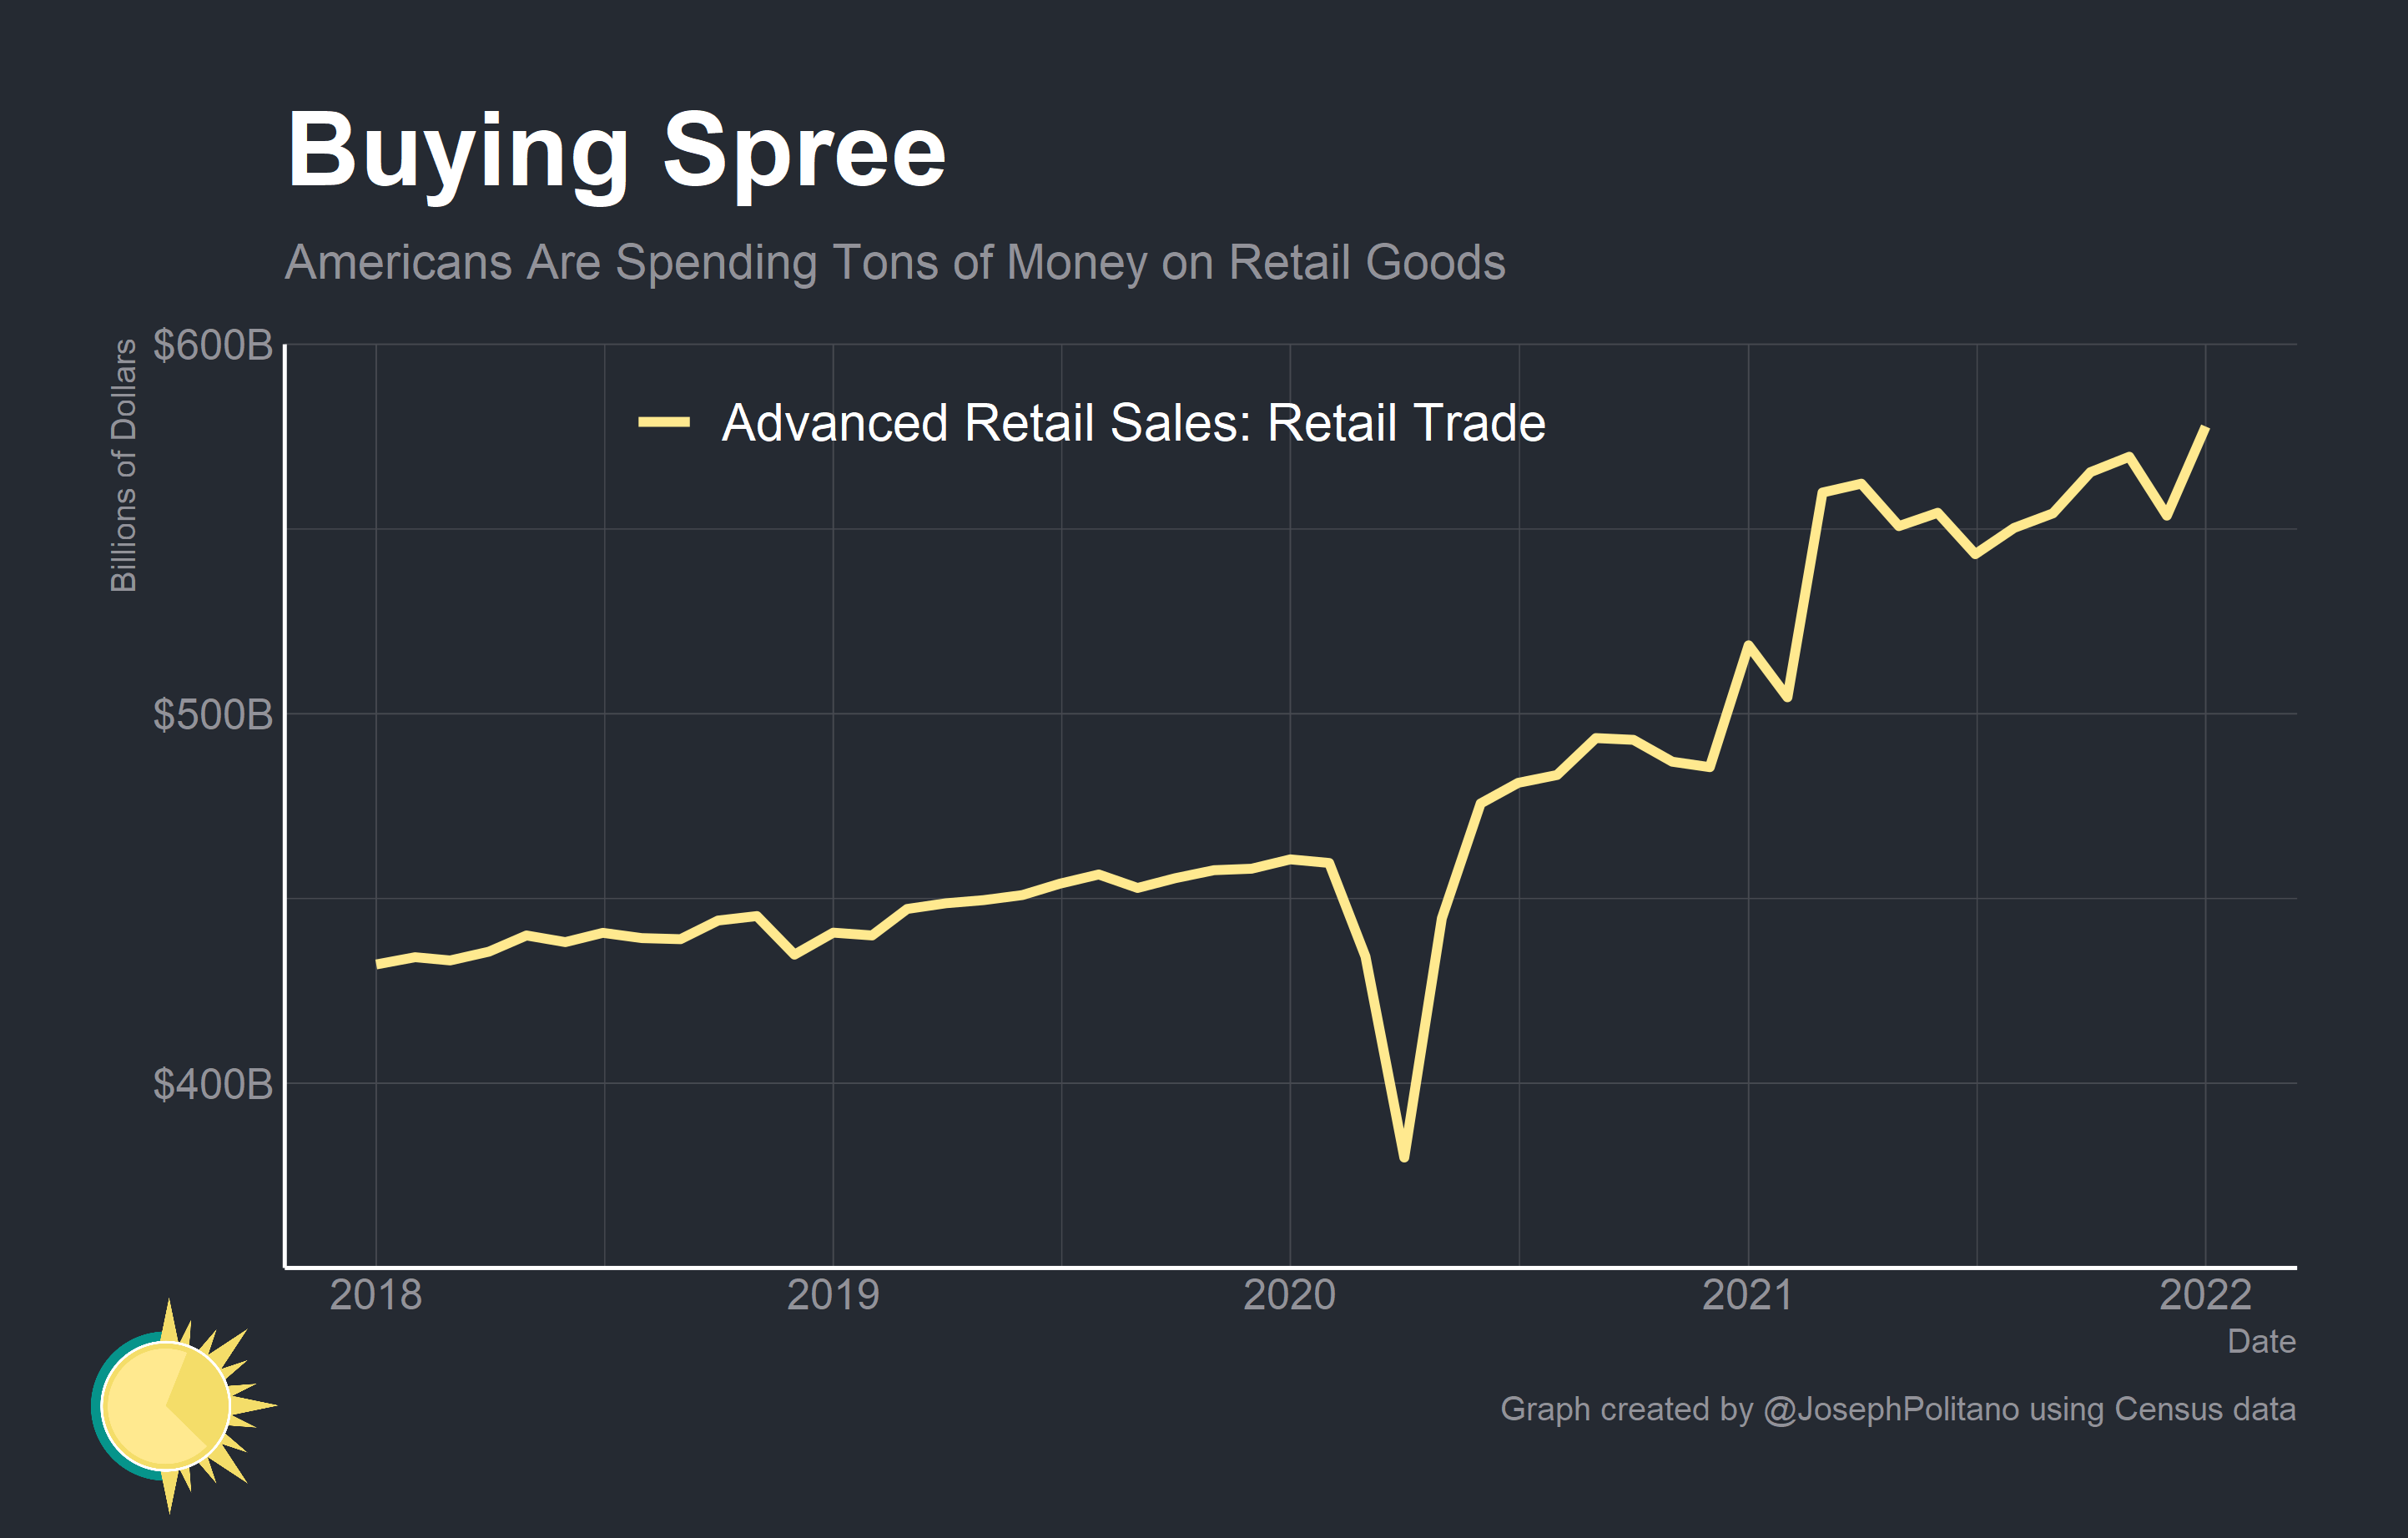 Buying Spree
Americans Are Spending Tons of Money on Retail Goods
Billions of Dollars
$600B
$500B
$400B
Advanced Retail Sales: Retail Trade
2018 2019 2020 2021 2022
Date
Graph created by @JosephPolitano using Census data